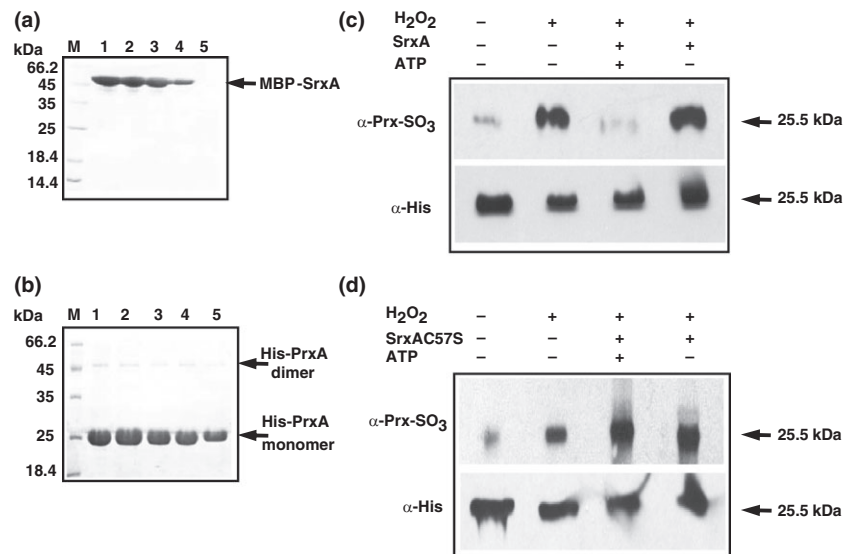 (a)
kDa M 1 2 3 4 5
66.2
45
35
25
18.4
14.4
MBP-SrxA
(b)
kDa M 1 2 3 4 5
66.2
45
35
25
18.4
His-PrxA
dimer
His-PrxA
monomer
(c)
H₂O₂ – + + +
SrxA – – + +
ATP – – + –
α-Prx-SO₃
25.5 kDa
α-His
25.5 kDa
(d)
H₂O₂ – + + +
SrxAC57S – – + +
ATP – – + –
α-Prx-SO₃
25.5 kDa
α-His
25.5 kDa